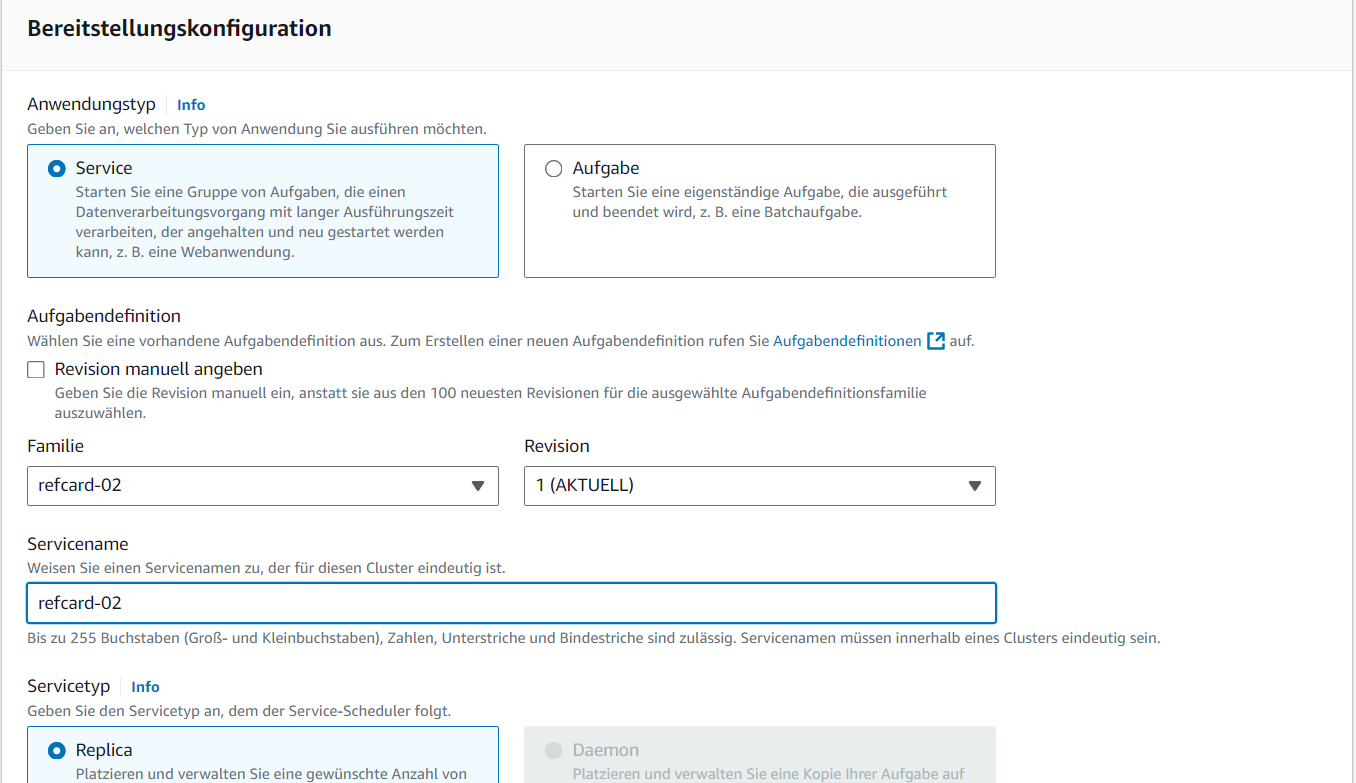 Bereitstellungskonfiguration
Anwendungstyp Info
Geben Sie an, welchen Typ von Anwendung Sie ausführen möchten.
Service
Starten Sie eine Gruppe von Aufgaben, die einen
Datenverarbeitungsvorgang mit langer Ausführungszeit
verarbeiten, der angehalten und neu gestartet werden
kann, z. B. eine Webanwendung.
Aufgabe
Starten Sie eine eigenständige Aufgabe, die ausgeführt
und beendet wird, z. B. eine Batchaufgabe.
Aufgabendefinition
Wählen Sie eine vorhandene Aufgabendefinition aus. Zum Erstellen einer neuen Aufgabendefinition rufen Sie Aufgabendefinitionen auf.
Revision manuell angeben
Geben Sie die Revision manuell ein, anstatt sie aus den 100 neuesten Revisionen für die ausgewählte Aufgabendefinitionsfamilie
auszuwählen.
Familie
refcard-02
Revision
1 (AKTUELL)
Servicename
Weisen Sie einen Servicenamen zu, der für diesen Cluster eindeutig ist.
refcard-02
Bis zu 255 Buchstaben (Groß- und Kleinbuchstaben), Zahlen, Unterstriche und Bindestriche sind zulässig. Servicenamen müssen innerhalb eines Clusters eindeutig sein.
Servicetyp Info
Geben Sie den Servicetyp an, dem der Service-Scheduler folgt.
Replica
Platzieren und verwalten Sie eine gewünschte Anzahl von
Daemon
Platzieren und verwalten Sie eine Kopie Ihrer Aufgabe auf